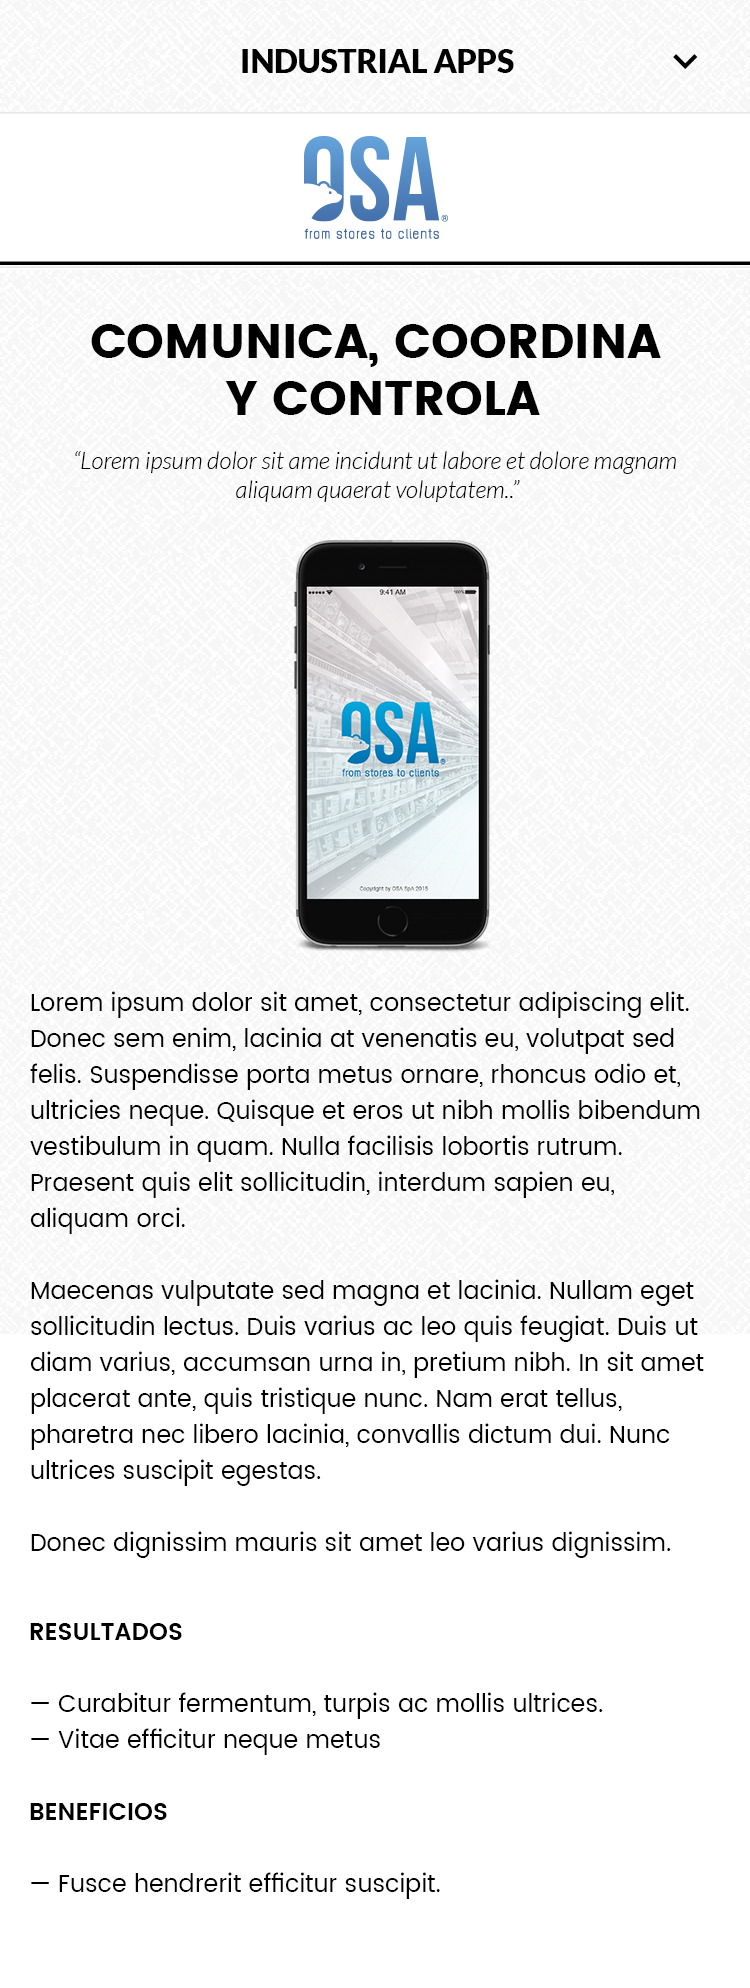 INDUSTRIAL APPS
OSA®
from stores to clients
COMUNICA, COORDINA
Y CONTROLA
“Lorem ipsum dolor sit ame incidunt ut labore et dolore magnam
aliquam quaerat voluptatem..”
9:41 AM
100%
OSA®
from stores to clients
Copyright by OSA SpA 2015
Lorem ipsum dolor sit amet, consectetur adipiscing elit.
Donec sem enim, lacinia at venenatis eu, volutpat sed
felis. Suspendisse porta metus ornare, rhoncus odio et,
ultricies neque. Quisque et eros ut nibh mollis bibendum
vestibulum in quam. Nulla facilisis lobortis rutrum.
Praesent quis elit sollicitudin, interdum sapien eu,
aliquam orci.
Maecenas vulputate sed magna et lacinia. Nullam eget
sollicitudin lectus. Duis varius ac leo quis feugiat. Duis ut
diam varius, accumsan urna in, pretium nibh. In sit amet
placerat ante, quis tristique nunc. Nam erat tellus,
pharetra nec libero lacinia, convallis dictum dui. Nunc
ultrices suscipit egestas.
Donec dignissim mauris sit amet leo varius dignissim.
RESULTADOS
— Curabitur fermentum, turpis ac mollis ultrices.
— Vitae efficitur neque metus
BENEFICIOS
— Fusce hendrerit efficitur suscipit.